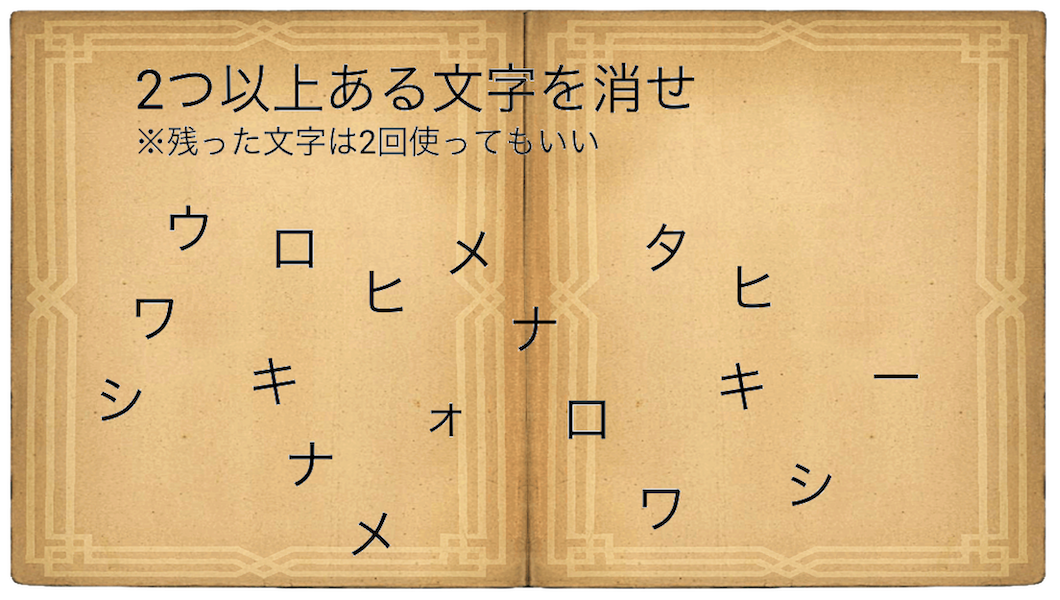 2つ以上ある文字を消せ
※残った文字は2回使ってもいい
ウ
ロ
メ
タ
ヒ
ヒ
ワ
ナ
シ
キ
キ
ー
ォ
ロ
ナ
ワ
シ
メ